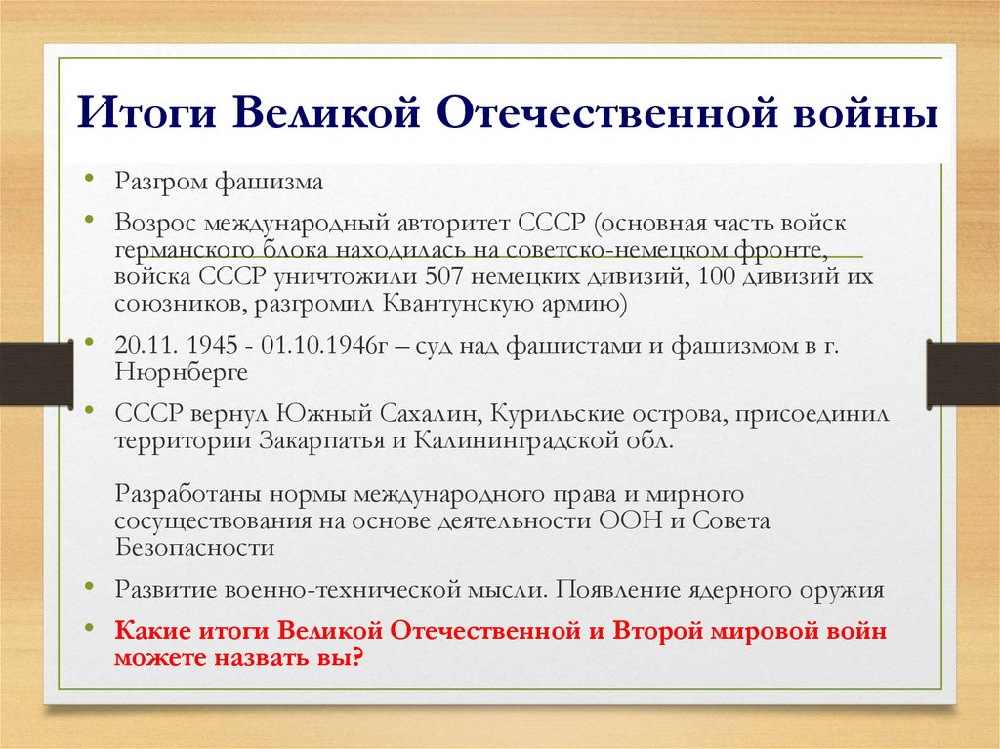 Итоги Великой Отечественной войны
• Разгром фашизма
• Возрос международный авторитет СССР (основная часть войск
германского блока находилась на советско-немецком фронте,
войска СССР уничтожили 507 немецких дивизий, 100 дивизий их
союзников, разгромил Квантунскую армию)
• 20.11. 1945 - 01.10.1946г – суд над фашистами и фашизмом в г.
Нюрнберге
• СССР вернул Южный Сахалин, Курильские острова, присоединил
территории Закарпатья и Калининградской обл.
Разработаны нормы международного права и мирного
сосуществования на основе деятельности ООН и Совета
Безопасности
• Развитие военно-технической мысли. Появление ядерного оружия
• Какие итоги Великой Отечественной и Второй мировой войн
можете назвать вы?